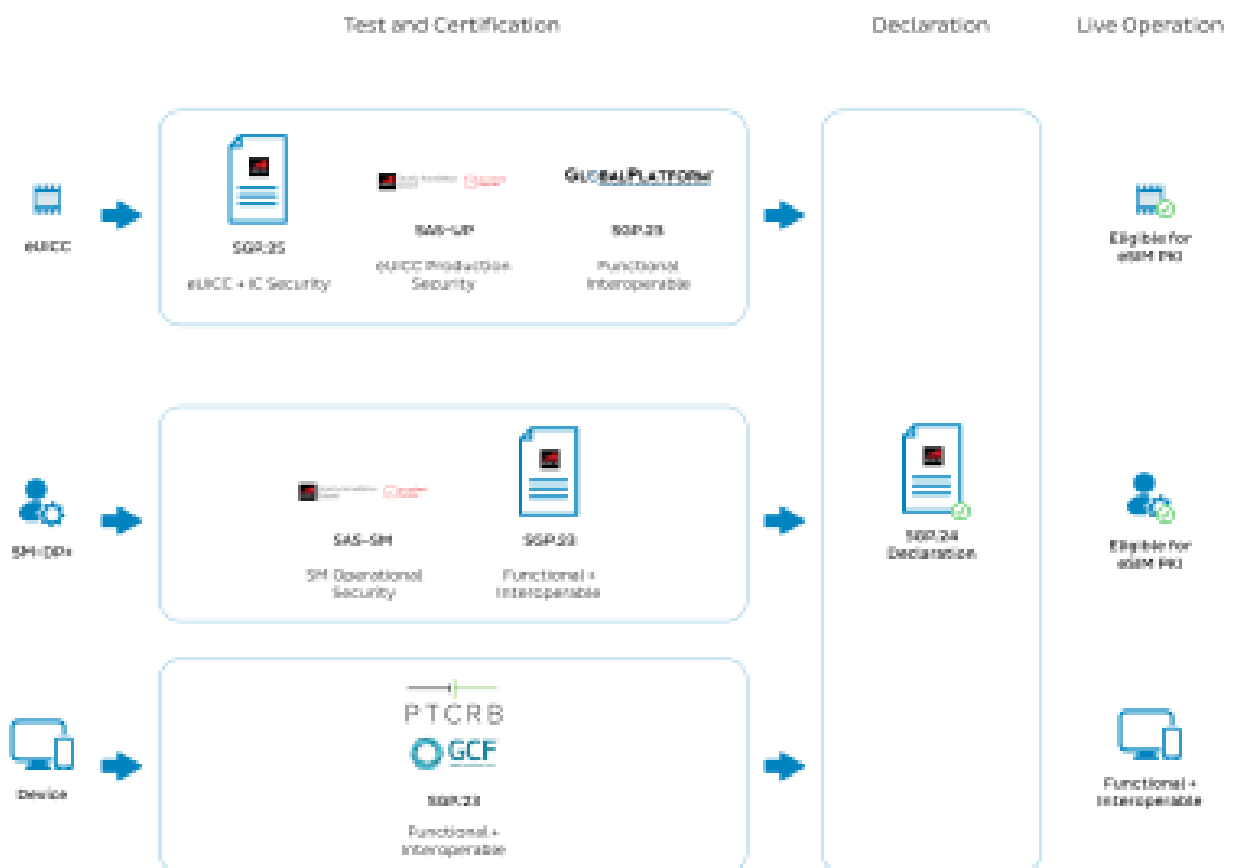 Test and Certification
Declaration
Live Operation
eUICC
SGP.25
eUICC + IC Security
SAS-UP
eUICC Production
Security
GLOBALPLATFORM
SGP.23
Functional
Interoperable
Eligible for
eSIM PKI
SM-DP+
SAS-SM
SM Operational
Security
SGP.23
Functional +
Interoperable
SGP.24
Declaration
Eligible for
eSIM PKI
Device
PTCRB
GCF
SGP.23
Functional +
Interoperable
Functional +
Interoperable